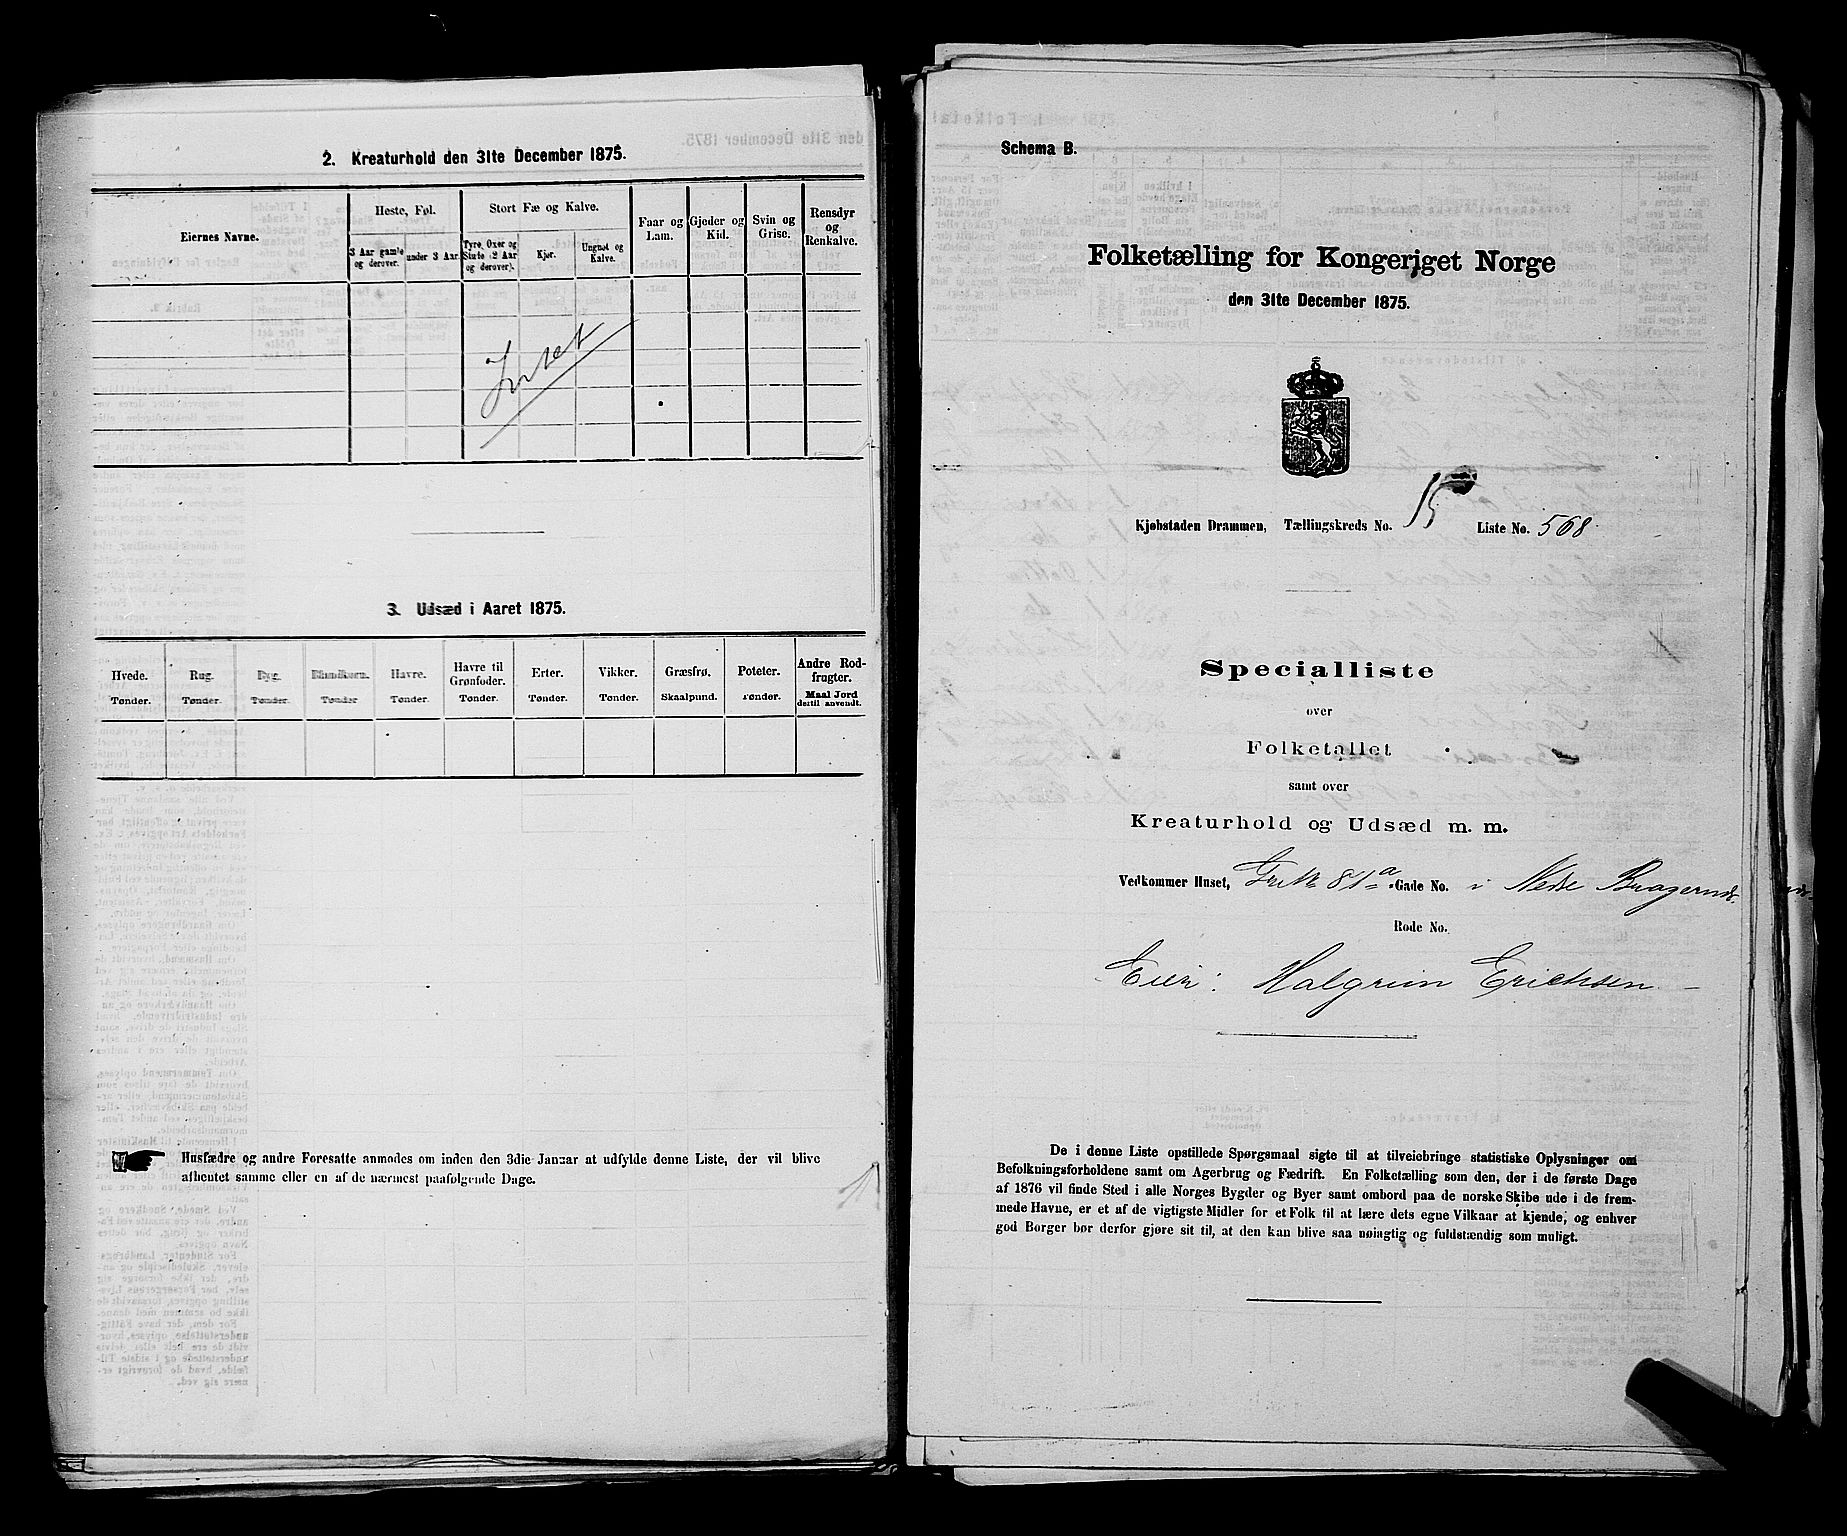 2. Kreaturhold den 31te December 1875.
Eiernes Navne.
Heste, Føl.
3 Aar gamle og derover.
under 3 Aar.
Stort Fæ og Kalve.
Tyre, Oxer og Stude (2 Aar og derover).
Kjør.
Ungnøt og Kalve.
Faar og Lam.
Gjeder og Kid.
Svin og Grise.
Rensdyr og Renkalve.
Intet
3. Udsæd i Aaret 1875.
Hvede. Tønder.
Rug. Tønder.
Byg. Tønder.
Blandkorn. Tønder
Havre. Tønder.
Havre til Grønfoder. Tønder.
Erter. Tønder.
Vikker. Tønder.
Græsfrø. Skaalpund.
Poteter. Tønder.
Andre Rodfrugter. Maal Jord dertil anvendt.
Husfædre og andre Foresatte anmodes om inden den 3die Januar at udfylde denne Liste, der vil blive
afhentet samme eller en af de nærmest paafølgende Dage.
Schema B.
Folketælling for Kongeriget Norge
den 31te December 1875.
Kjøbstaden Drammen, Tællingskreds No. 15 Liste No. 568
Specialliste
over
Folketallet
samt over
Kreaturhold og Udsæd m. m.
Vedkommer Huset, 81a Gade No. i Nedre Bragernds
Rode No.
Eier: Halgrim Erichsen
De i denne Liste opstillede Spørgsmaal sigte til at tilveiebringe statistiske Oplysninger om
Befolkningsforholdene samt om Agerbrug og Fædrift. En Folketælling som den, der i de første Dage
af 1876 vil finde Sted i alle Norges Bygder og Byer samt ombord paa de norske Skibe ude i de frem-
mede Havne, er et af de vigtigste Midler for et Folk til at lære dets egne Vilkaar at kjende, og enhver
god Borger bør derfor gjøre sit til, at den kan blive saa nøiagtig og fuldstændig som muligt.